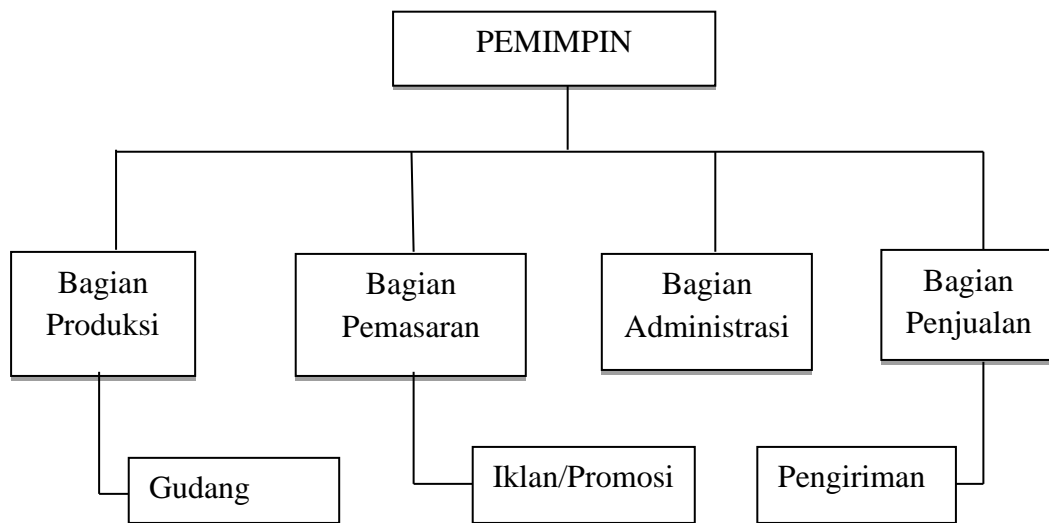 PEMIMPIN
Bagian
Produksi
Bagian
Pemasaran
Bagian
Administrasi
Bagian
Penjualan
Gudang
Iklan/Promosi
Pengiriman